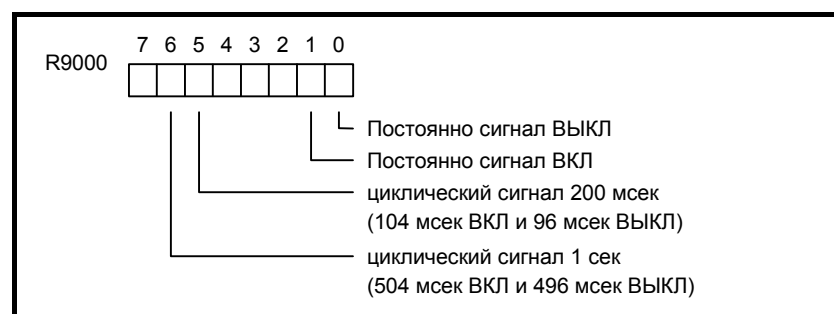 7 6 5 4 3 2 1 0
R9000
Постоянно сигнал ВЫКЛ
Постоянно сигнал ВКЛ
циклический сигнал 200 мсек
(104 мсек ВКЛ и 96 мсек ВЫКЛ)
циклический сигнал 1 сек
(504 мсек ВКЛ и 496 мсек ВЫКЛ)